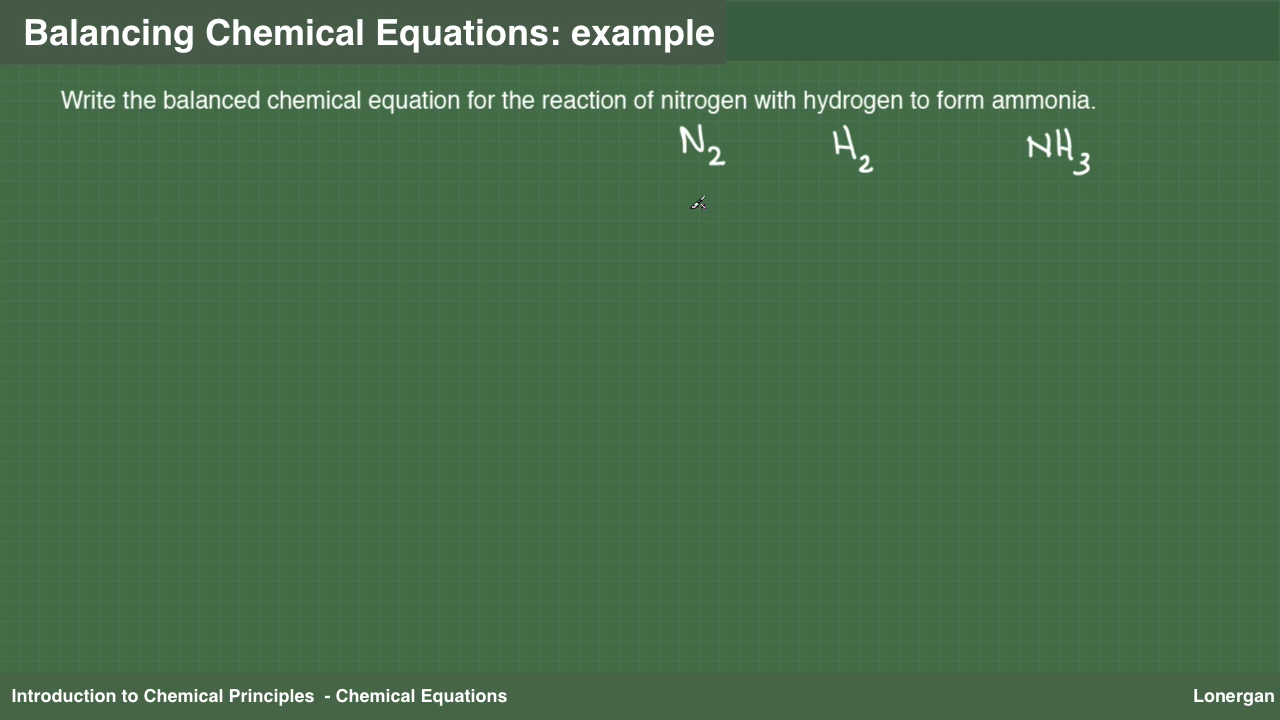 Balancing Chemical Equations: example
Write the balanced chemical equation for the reaction of nitrogen with hydrogen to form ammonia.
N₂ H₂ NH₃
Introduction to Chemical Principles - Chemical Equations
Lonergan